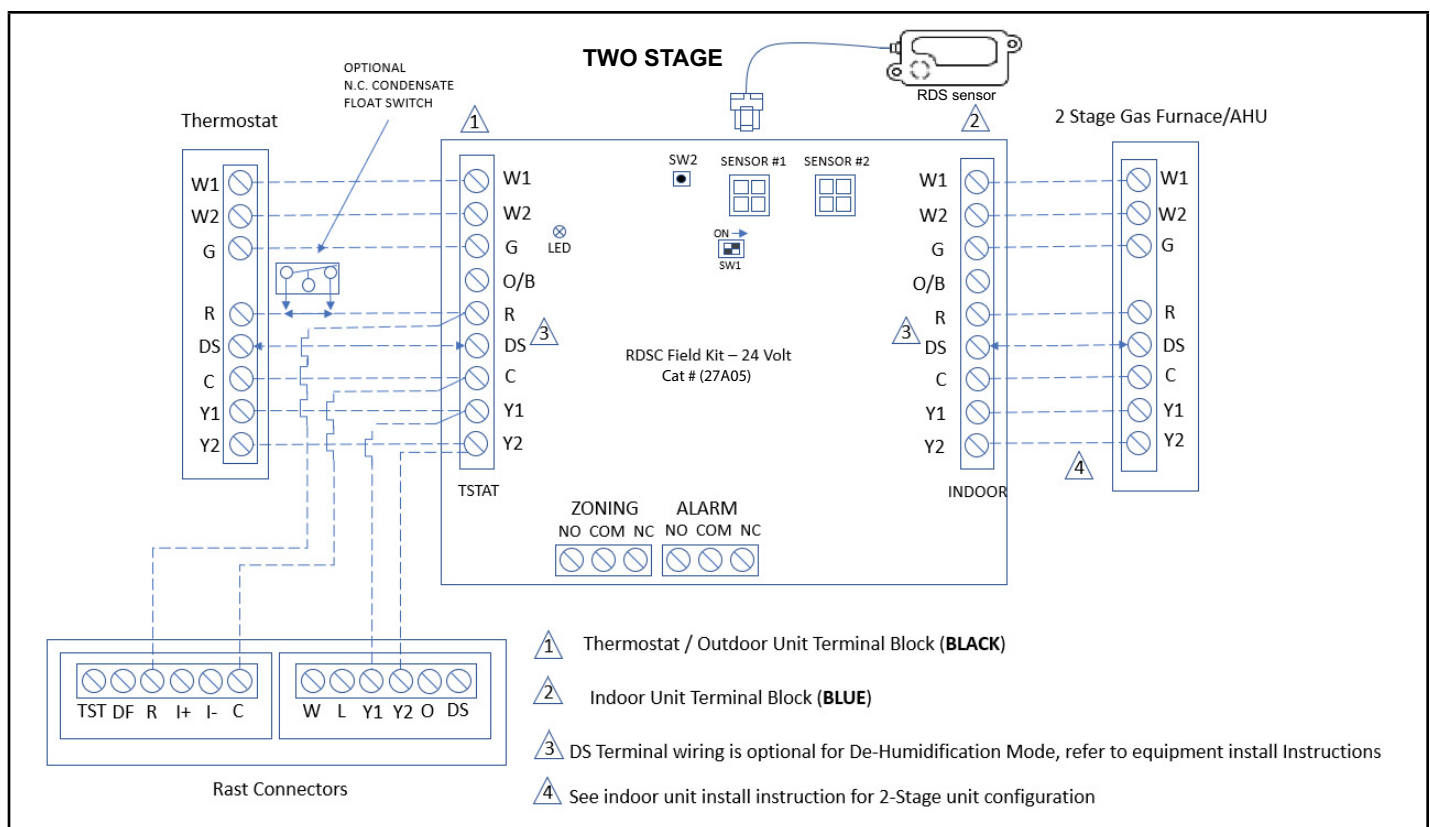 TWO STAGE
OPTIONAL
N.C. CONDENSATE
FLOAT SWITCH
RDS sensor
Thermostat
1
2
2 Stage Gas Furnace/AHU
W1
W2
G
R
DS
C
Y1
Y2
W1
W2
G
O/B
R
DS
C
Y1
Y2
TSTAT
3
LED
SW2
SENSOR #1
SENSOR #2
ON
SW1
RDSC Field Kit – 24 Volt
Cat # (27A05)
W1
W2
G
O/B
R
DS
C
Y1
Y2
INDOOR
3
W1
W2
G
R
DS
C
Y1
Y2
4
ZONING
NO COM NC
ALARM
NO COM NC
TST DF R I+ I- C
W L Y1 Y2 O DS
Rast Connectors
1 Thermostat / Outdoor Unit Terminal Block (BLACK)
2 Indoor Unit Terminal Block (BLUE)
3 DS Terminal wiring is optional for De-Humidification Mode, refer to equipment install Instructions
4 See indoor unit install instruction for 2-Stage unit configuration